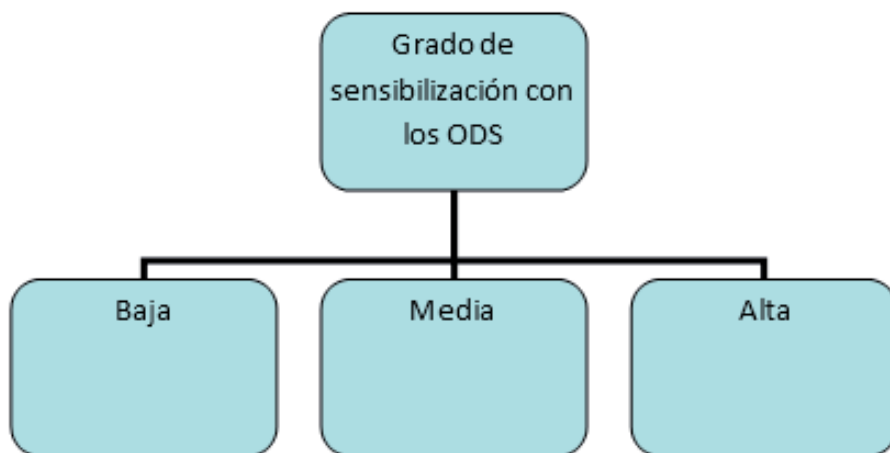 Grado de
sensibilización con
los ODS
Baja
Media
Alta